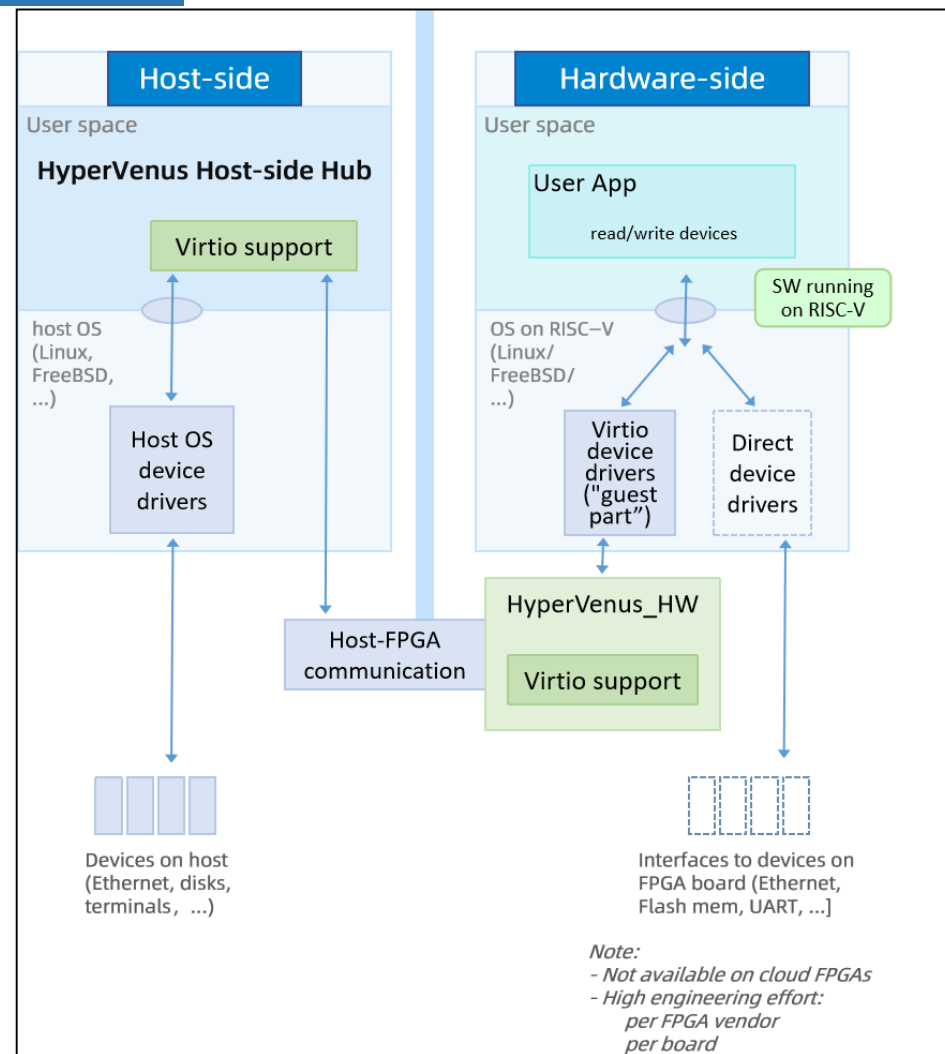 Host-side
User space
HyperVenus Host-side Hub
Virtio support
host OS
(Linux,
FreeBSD,
...)
Host OS
device
drivers
Host-FPGA
communication
Devices on host
(Ethernet, disks,
terminals, ...)
Hardware-side
User space
User App
read/write devices
SW running
on RISC-V
OS on RISC–V
(Linux/
FreeBSD/
...)
Virtio
device
drivers
("guest
part”)
Direct
device
drivers
HyperVenus_HW
Virtio support
Interfaces to devices on
FPGA board (Ethernet,
Flash mem, UART, ...]
Note:
- Not available on cloud FPGAs
- High engineering effort:
per FPGA vendor
per board